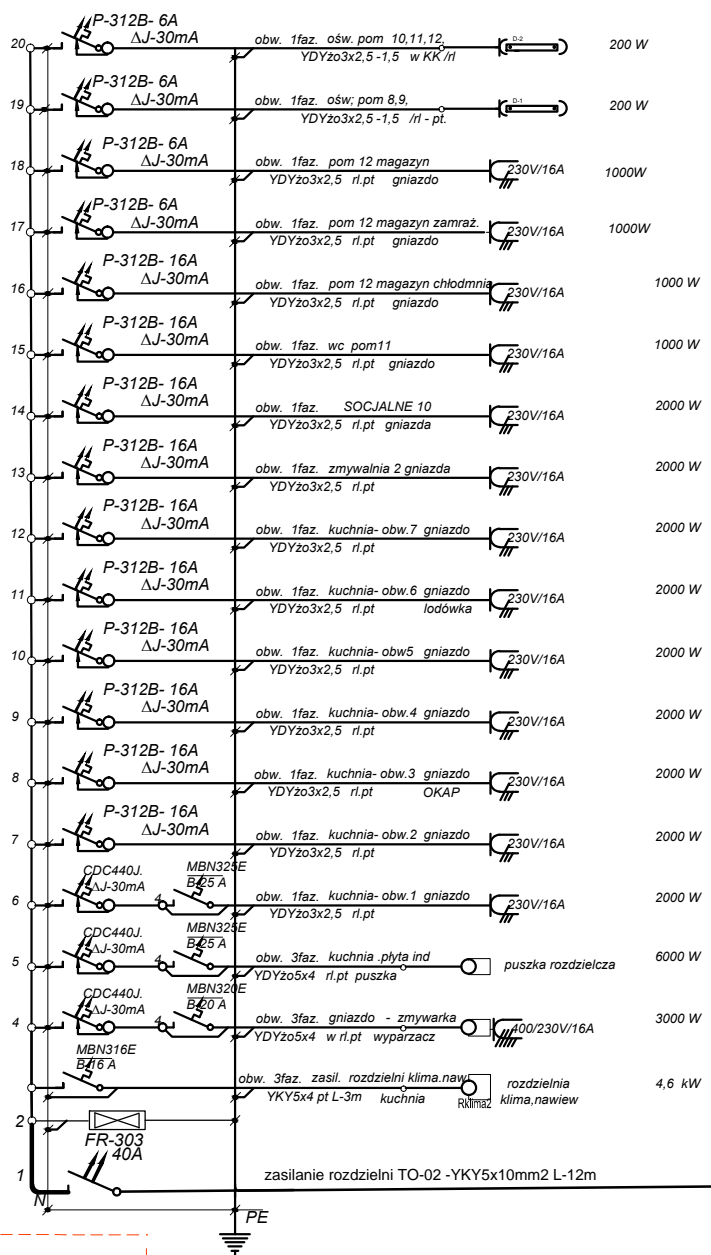 P-312B- 6A
20 ΔJ-30mA obw. 1faz. ośw. pom 10,11,12, D-2 200 W
YDYżo3x2,5 -1,5 w KK /rl
P-312B- 6A
19 ΔJ-30mA obw. 1faz. ośw; pom 8,9, D-1 200 W
YDYżo3x2,5 -1,5 /rl - pt.
P-312B- 6A
18 ΔJ-30mA obw. 1faz. pom 12 magazyn 230V/16A 1000W
YDYżo3x2,5 rl.pt gniazdo
P-312B- 6A
17 ΔJ-30mA obw. 1faz. pom 12 magazyn zamraż. 230V/16A 1000W
YDYżo3x2,5 rl.pt gniazdo
P-312B- 16A
16 ΔJ-30mA obw. 1faz. pom 12 magazyn chłodmnia 230V/16A 1000 W
YDYżo3x2,5 rl.pt gniazdo
P-312B- 16A
15 ΔJ-30mA obw. 1faz. wc pom11 230V/16A 1000 W
YDYżo3x2,5 rl.pt gniazdo
P-312B- 16A
14 ΔJ-30mA obw. 1faz. SOCJALNE 10 230V/16A 2000 W
YDYżo3x2,5 rl.pt gniazda
P-312B- 16A
13 ΔJ-30mA obw. 1faz. zmywalnia 2 gniazda 230V/16A 2000 W
YDYżo3x2,5 rl.pt
P-312B- 16A
12 ΔJ-30mA obw. 1faz. kuchnia- obw.7 gniazdo 230V/16A 2000 W
YDYżo3x2,5 rl.pt
P-312B- 16A
11 ΔJ-30mA obw. 1faz. kuchnia- obw.6 gniazdo 230V/16A 2000 W
YDYżo3x2,5 rl.pt lodówka
P-312B- 16A
10 ΔJ-30mA obw. 1faz. kuchnia- obw5 gniazdo 230V/16A 2000 W
YDYżo3x2,5 rl.pt
P-312B- 16A
9 ΔJ-30mA obw. 1faz. kuchnia- obw.4 gniazdo 230V/16A 2000 W
YDYżo3x2,5 rl.pt
P-312B- 16A
8 ΔJ-30mA obw. 1faz. kuchnia- obw.3 gniazdo 230V/16A 2000 W
YDYżo3x2,5 rl.pt OKAP
P-312B- 16A
7 ΔJ-30mA obw. 1faz. kuchnia- obw.2 gniazdo 230V/16A 2000 W
YDYżo3x2,5 rl.pt
CDC440J. MBN325E
ΔJ-30mA B-25 A
6 4 obw. 1faz. kuchnia- obw.1 gniazdo 230V/16A 2000 W
YDYżo3x2,5 rl.pt
CDC440J. MBN325E
ΔJ-30mA B-25 A
5 4 obw. 3faz. kuchnia .płyta ind puszka rozdzielcza 6000 W
YDYżo5x4 rl.pt puszka
CDC440J. MBN320E
ΔJ-30mA B-20 A
4 4 obw. 3faz. gniazdo - zmywarka 400/230V/16A 3000 W
YDYżo5x4 w rl.pt wyparzacz
MBN316E
B-16 A
obw. 3faz. zasil. rozdzielni klima.naw rozdzielnia 4,6 kW
YKY5x4 pt L-3m kuchnia Rklima2 klima,nawiew
2
FR-303
40A
1 zasilanie rozdzielni TO-02 -YKY5x10mm2 L-12m
N
PE